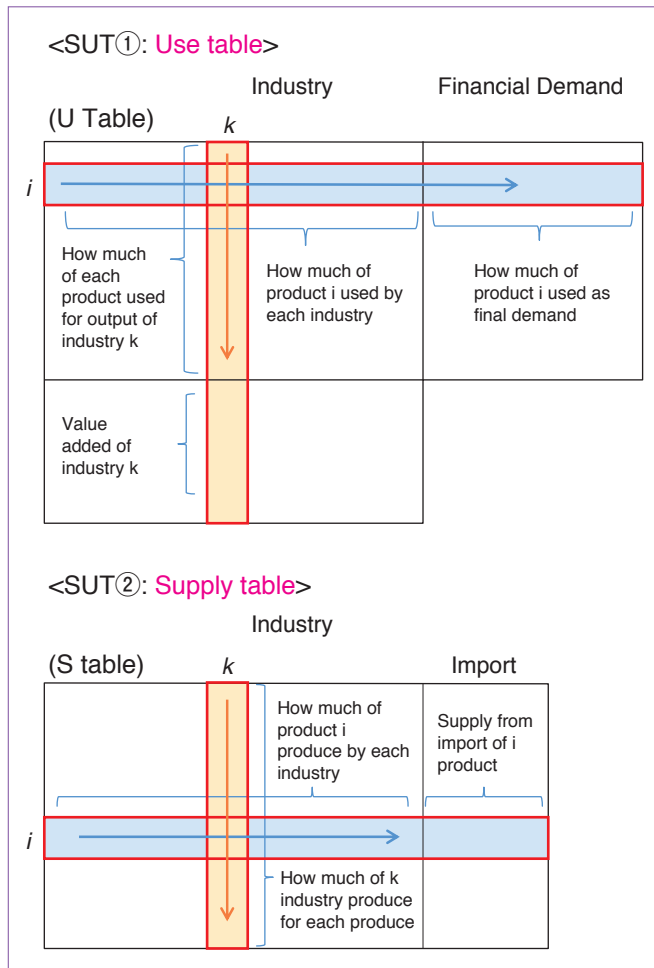 <SUT①: Use table>
Industry
Financial Demand
(U Table)
k
i
How much
of each
product used
for output of
industry k
How much of
product i used by
each industry
How much of
product i used as
final demand
Value
added of
industry k
<SUT②: Supply table>
Industry
(S table)
k
Import
How much of
product i
produce by each
industry
Supply from
import of i
product
i
How much of k
industry produce
for each produce